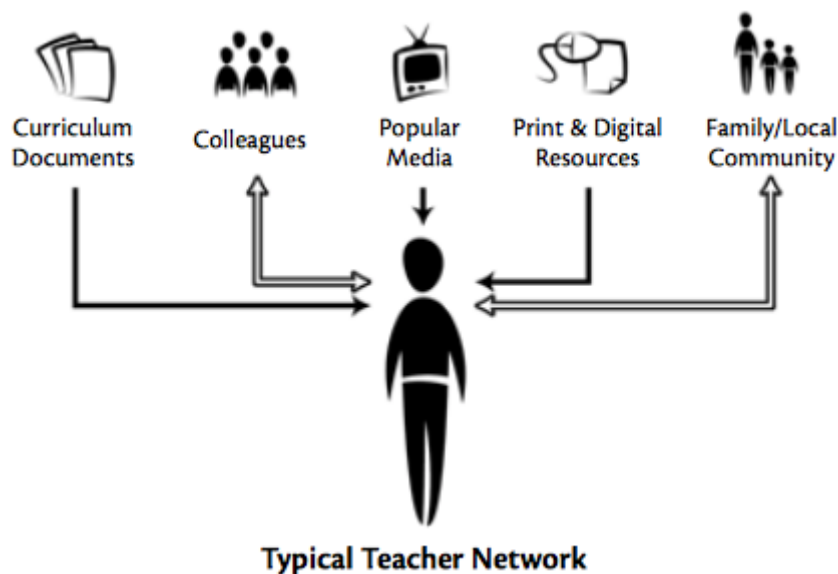 Curriculum
Documents
Colleagues
Popular
Media
Print & Digital
Resources
Family/Local
Community
Typical Teacher Network